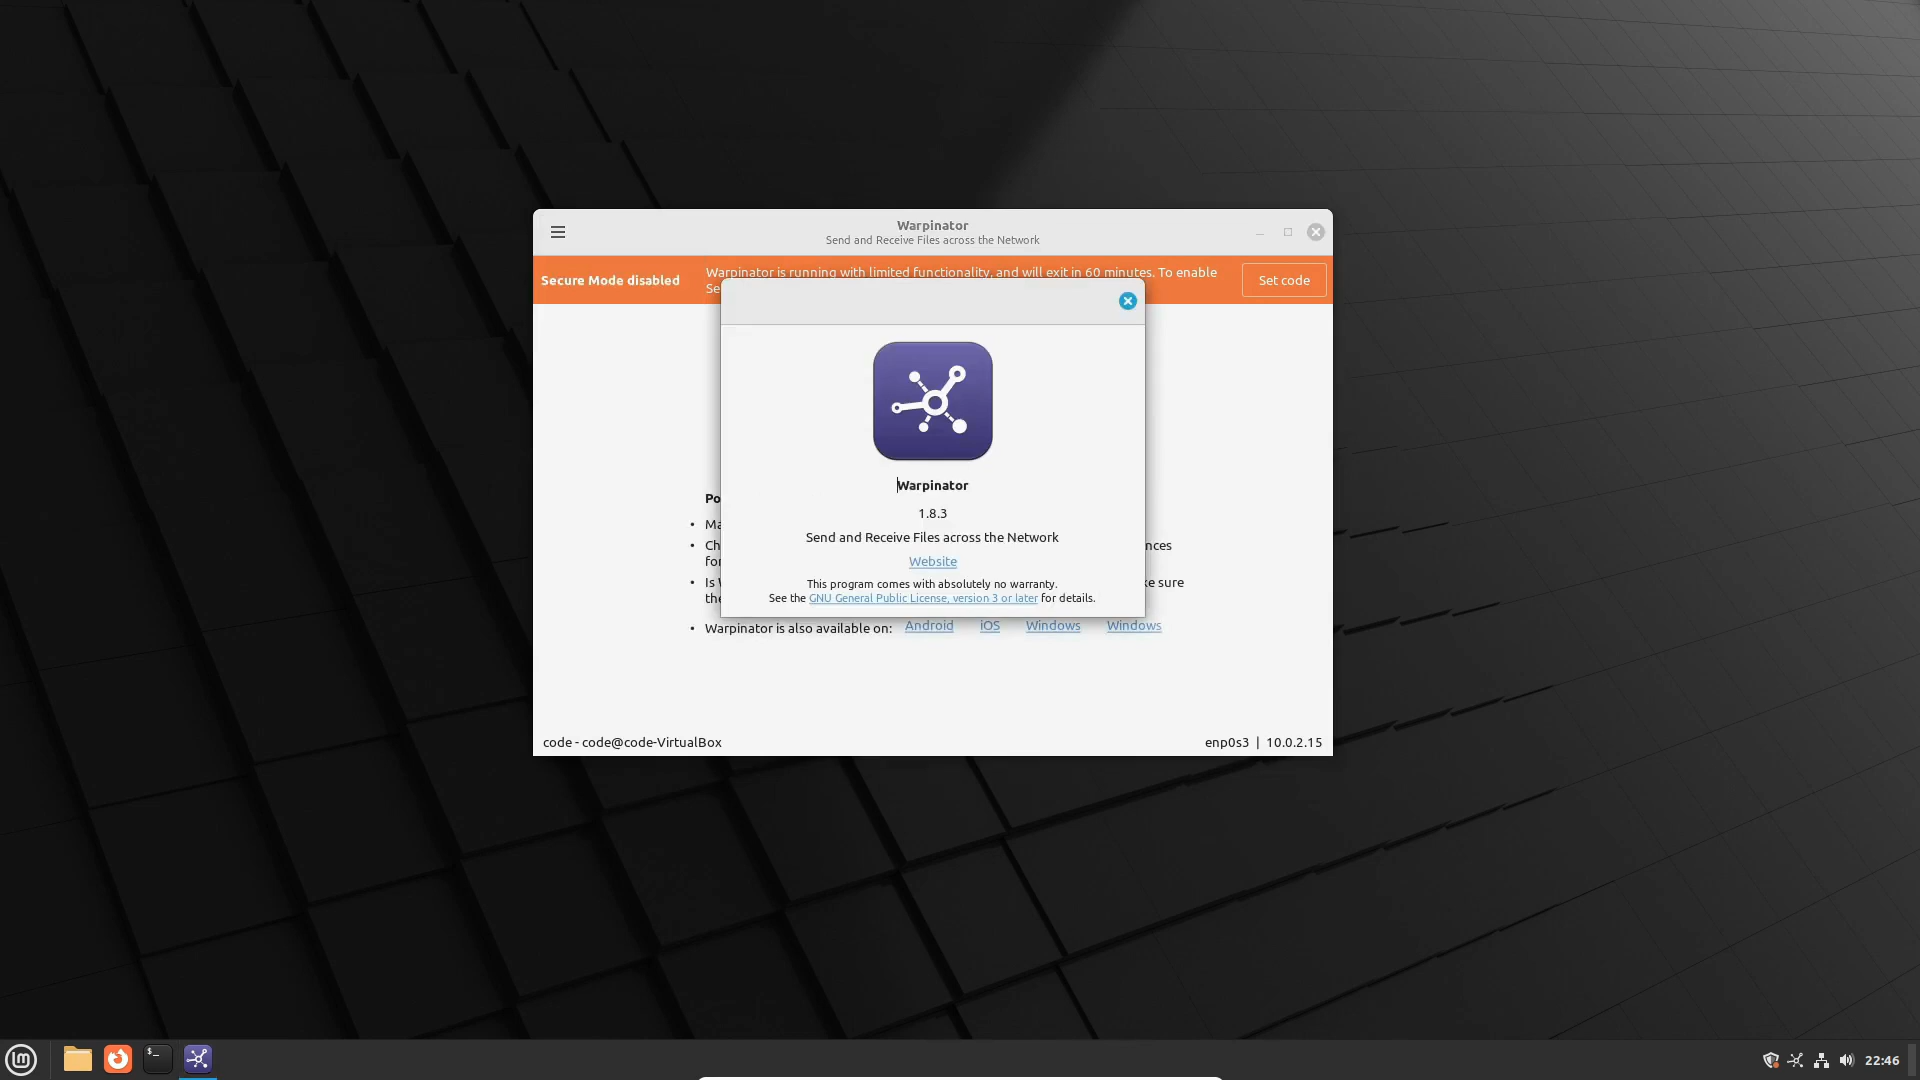 Warpinator
Send and Receive Files across the Network
Secure Mode disabled
Warpinator is running with limited functionality, and will exit in 60 minutes. To enable
Se
Set code
Warpinator
1.8.3
Send and Receive Files across the Network
Website
This program comes with absolutely no warranty.
See the GNU General Public License, version 3 or later for details.
Po
• Ma
• Ch nces
for
• Is ke sure
the
• Warpinator is also available on: Android iOS Windows Windows
code - code@code-VirtualBox
enp0s3 | 10.0.2.15
$_
22:46